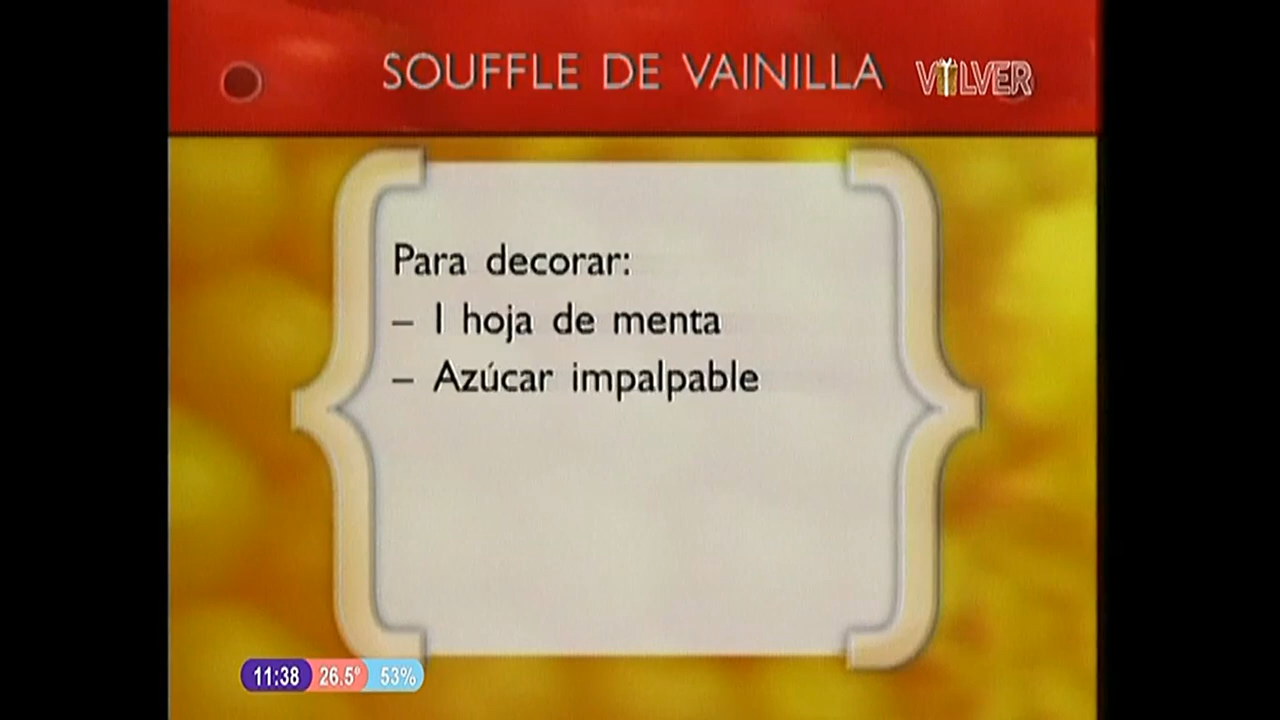 SOUFFLE DE VAINILLA
VOLVER
Para decorar:
– 1 hoja de menta
– Azúcar impalpable
11:38 26.5° 53%